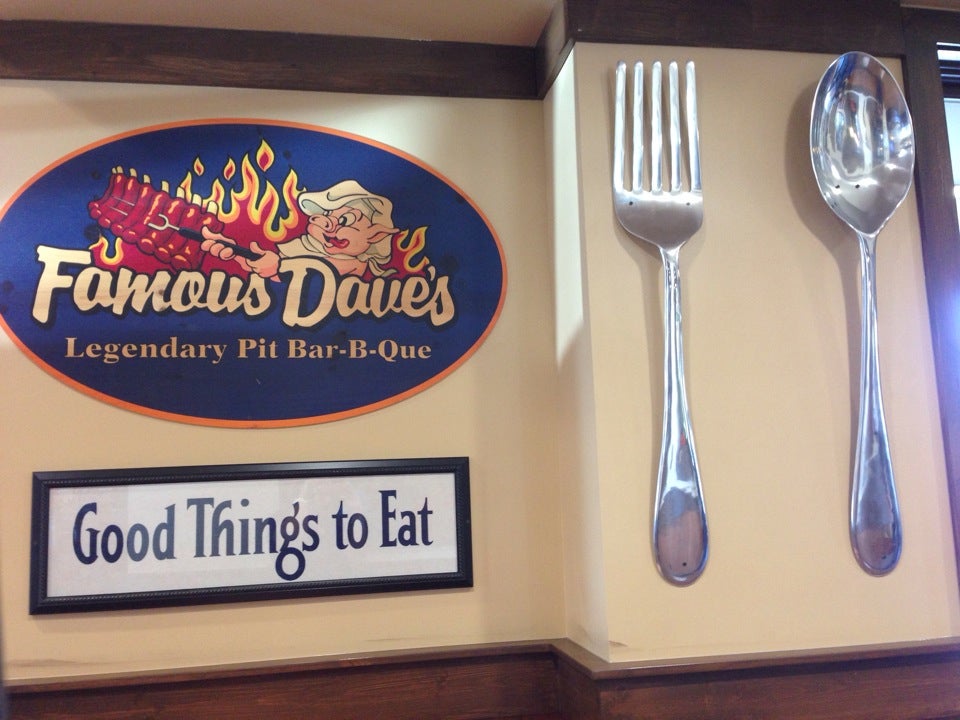 Famous Dave's
Legendary Pit Bar-B-Que
Good Things to Eat